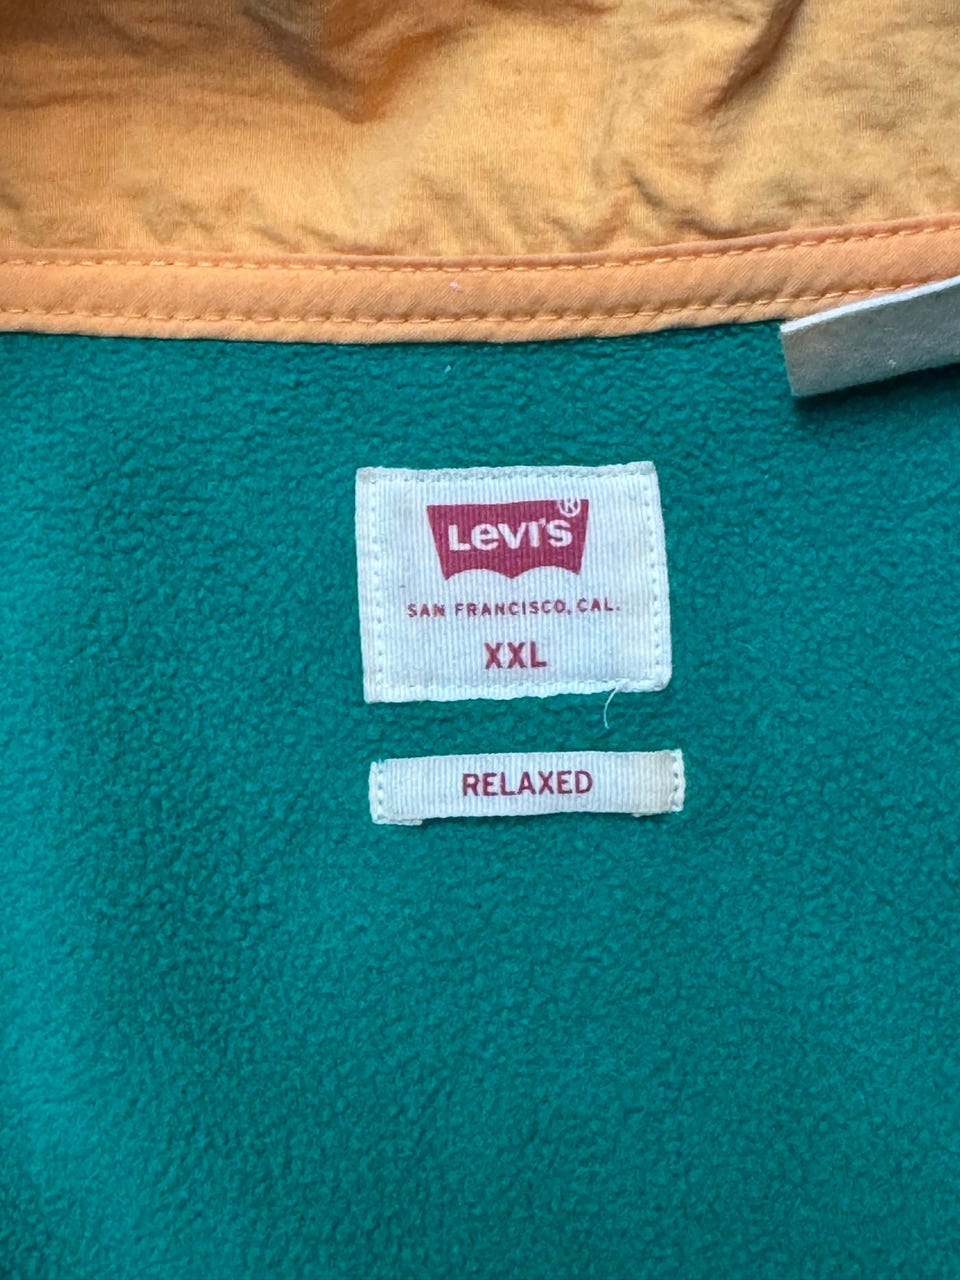 Levi's®
SAN FRANCISCO, CAL.
XXL
RELAXED